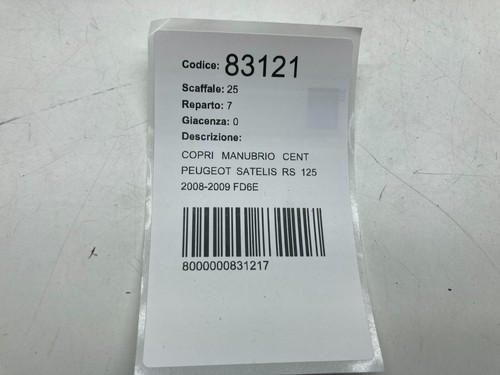 Codice: 83121
Scaffale: 25
Reparto: 7
Giacenza: 0
Descrizione:
COPRI MANUBRIO CENT
PEUGEOT SATELIS RS 125
2008-2009 FD6E
8000000831217